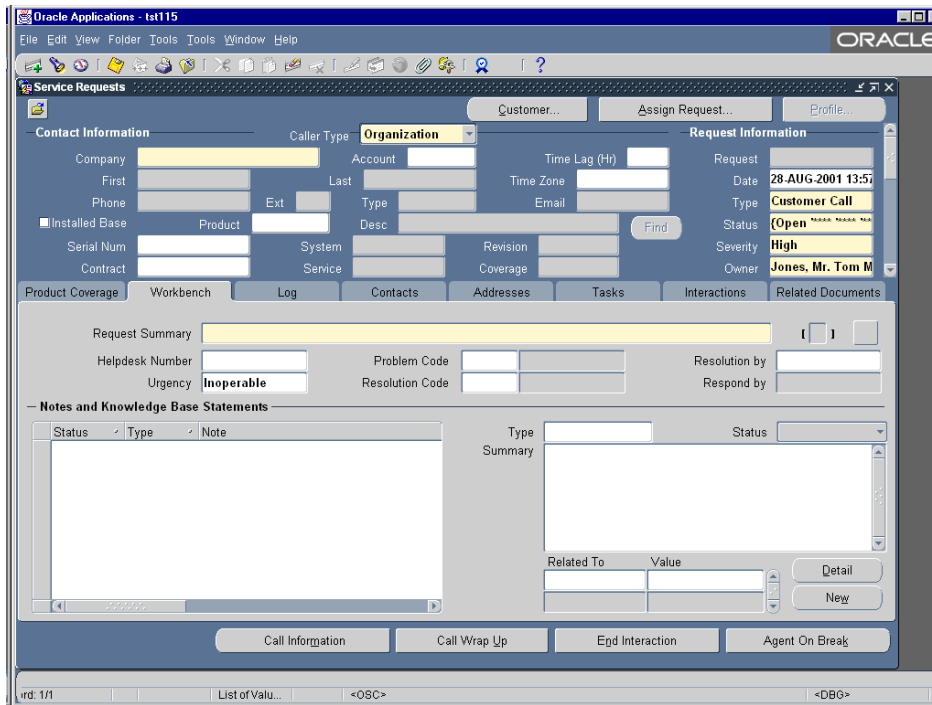 Oracle Applications - tst115
File Edit View Folder Tools Tools Window Help
ORACLE
Service Requests
Customer... Assign Request... Profile...
Contact Information Caller Type Organization Request Information
Company Account Time Lag (Hr) Request
First Last Time Zone Date 28-AUG-2001 13:57
Phone Ext Type Email Type Customer Call
Installed Base Product Desc Find Status {Open **** **** **
Serial Num System Revision Severity High
Contract Service Coverage Owner Jones, Mr. Tom M
Product Coverage Workbench Log Contacts Addresses Tasks Interactions Related Documents
Request Summary [ ]
Helpdesk Number Problem Code Resolution by
Urgency Inoperable Resolution Code Respond by
Notes and Knowledge Base Statements
Status Type Note Type Status
Summary
Related To Value
Detail
New
Call Information Call Wrap Up End Interaction Agent On Break
ord: 1/1 List of Valu... <OSC> <DBG>